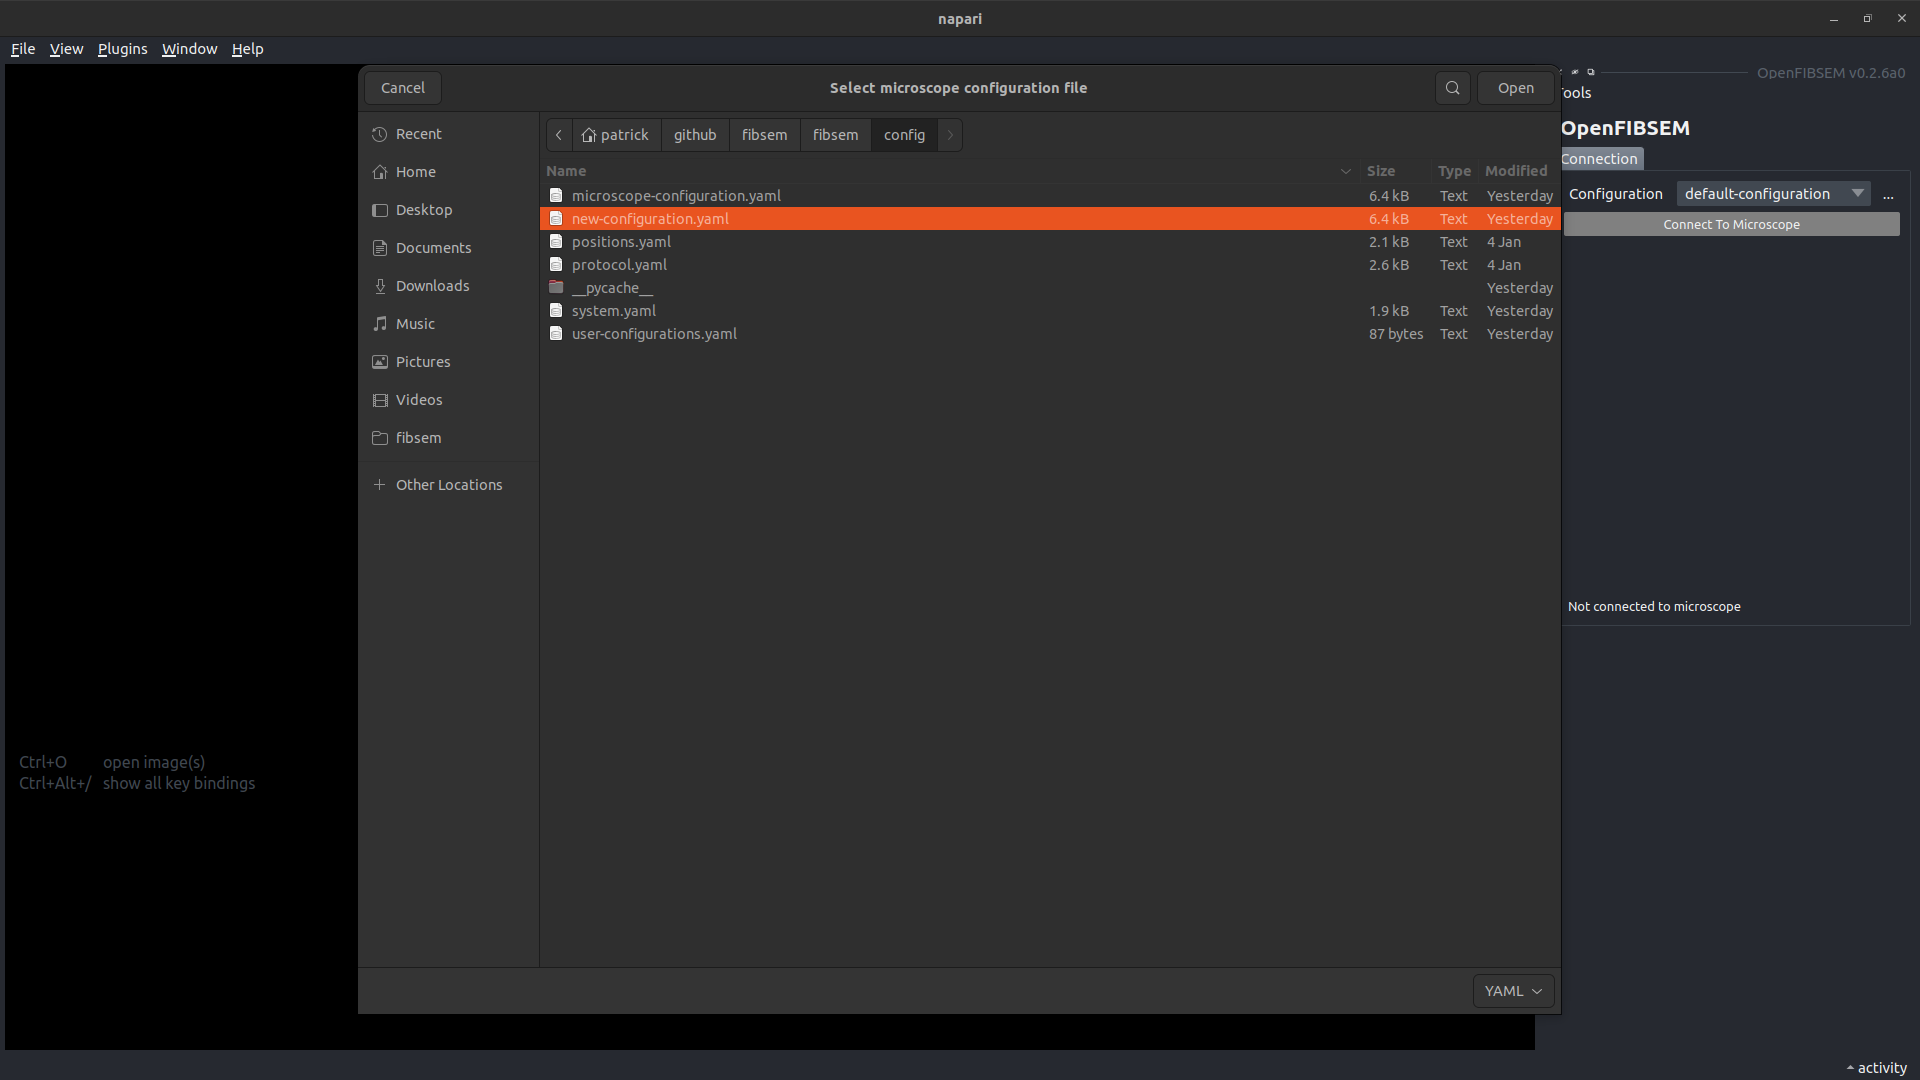 napari
File View Plugins Window Help
Cancel Select microscope configuration file Open
OpenFIBSEM v0.2.6a0
Tools
OpenFIBSEM
Connection
Configuration default-configuration ...
Connect To Microscope
Not connected to microscope
Recent
Home
Desktop
Documents
Downloads
Music
Pictures
Videos
fibsem
Other Locations
patrick github fibsem fibsem config
Name Size Type Modified
microscope-configuration.yaml 6.4 kB Text Yesterday
new-configuration.yaml 6.4 kB Text Yesterday
positions.yaml 2.1 kB Text 4 Jan
protocol.yaml 2.6 kB Text 4 Jan
__pycache__ Yesterday
system.yaml 1.9 kB Text Yesterday
user-configurations.yaml 87 bytes Text Yesterday
Ctrl+O open image(s)
Ctrl+Alt+/ show all key bindings
YAML
activity